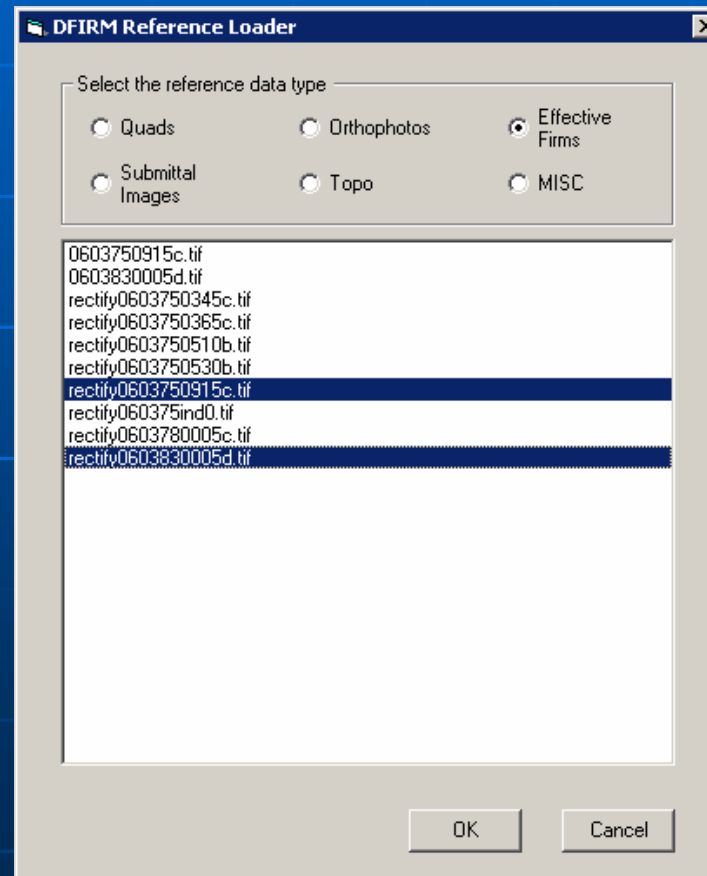 DFIRM Reference Loader
Select the reference data type
Quads
Orthophotos
Effective
Firms
Submittal
Images
Topo
MISC
0603750915c.tif
0603830005d.tif
rectify0603750345c.tif
rectify0603750365c.tif
rectify0603750510b.tif
rectify0603750530b.tif
rectify0603750915c.tif
rectify060375ind0.tif
rectify0603780005c.tif
rectify0603830005d.tif
OK
Cancel